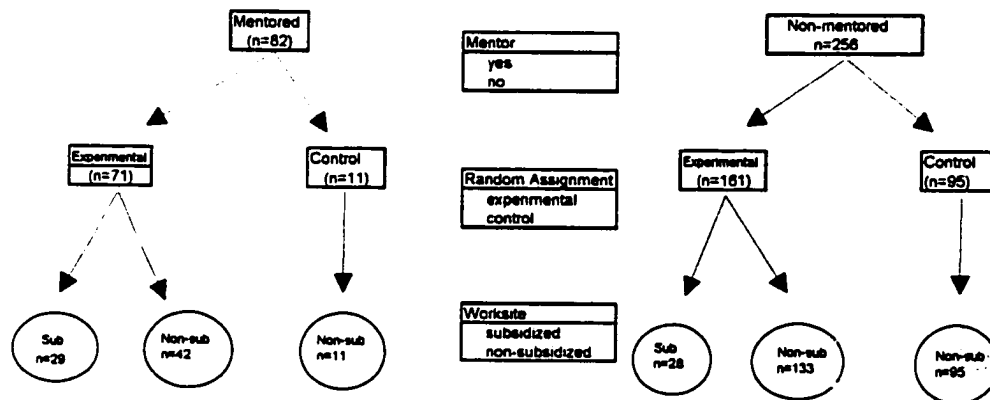 Mentored
(n=82)
Mentor
yes
no
Non-mentored
n=256
Experimental
(n=71)
Control
(n=11)
Random Assignment
experimental
control
Experimental
(n=161)
Control
(n=95)
Sub
n=29
Non-sub
n=42
Non-sub
n=11
Worksite
subsidized
non-subsidized
Sub
n=28
Non-sub
n=133
Non-sub
n=95